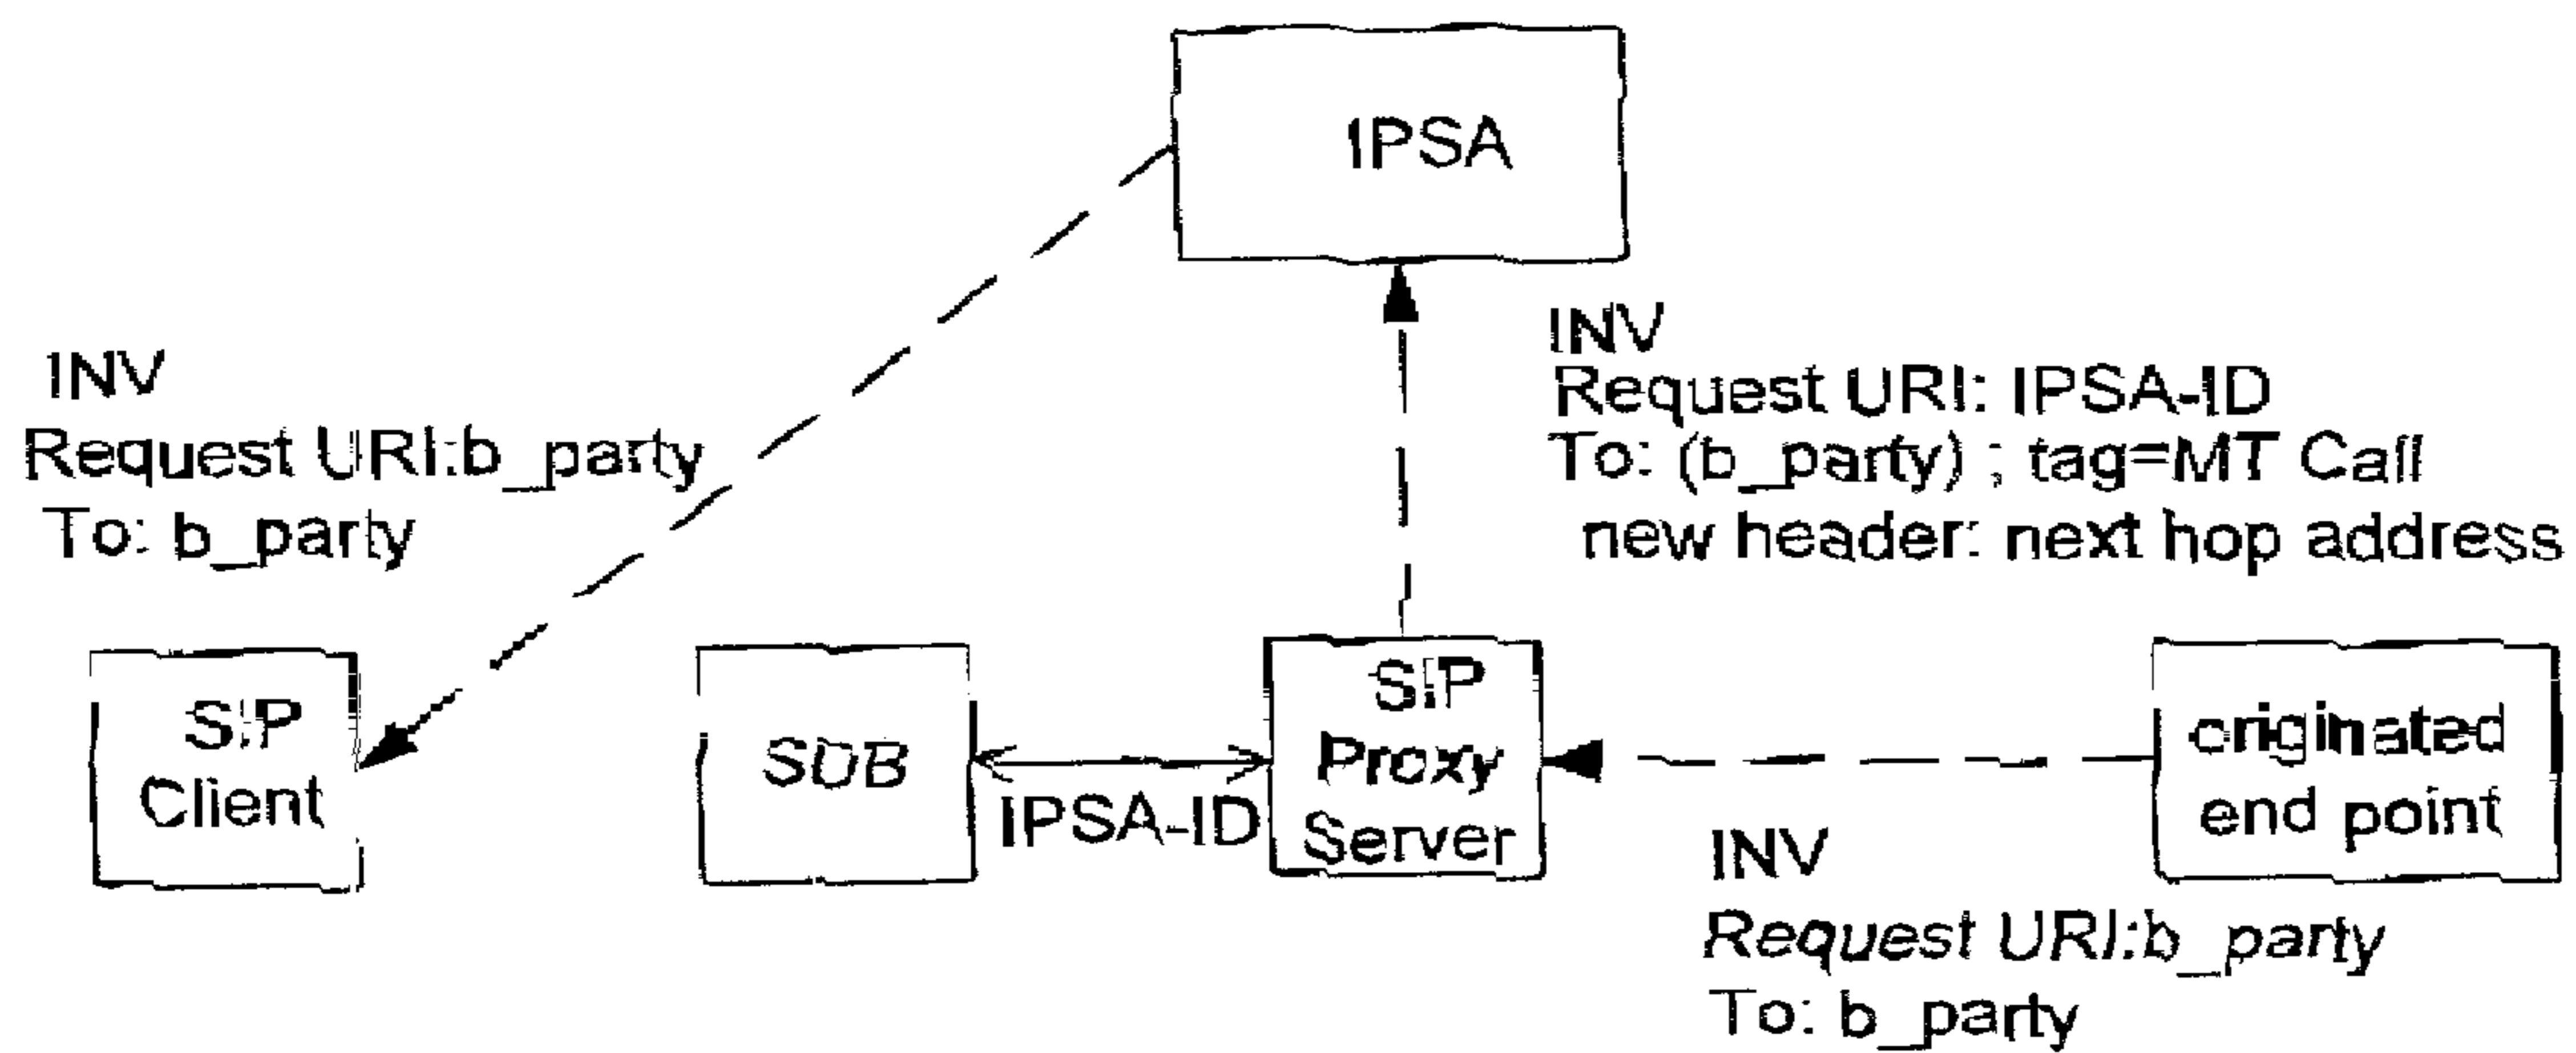 IPSA
INV
Request URI: IPSA-ID
To: (b_party) ; tag=MT Call
new header: next hop address
INV
Request URI:b_party
To: b_party
SIP
Client
SDB
IPSA-ID
SIP
Proxy
Server
originated
end point
INV
Request URI:b_party
To: b_party